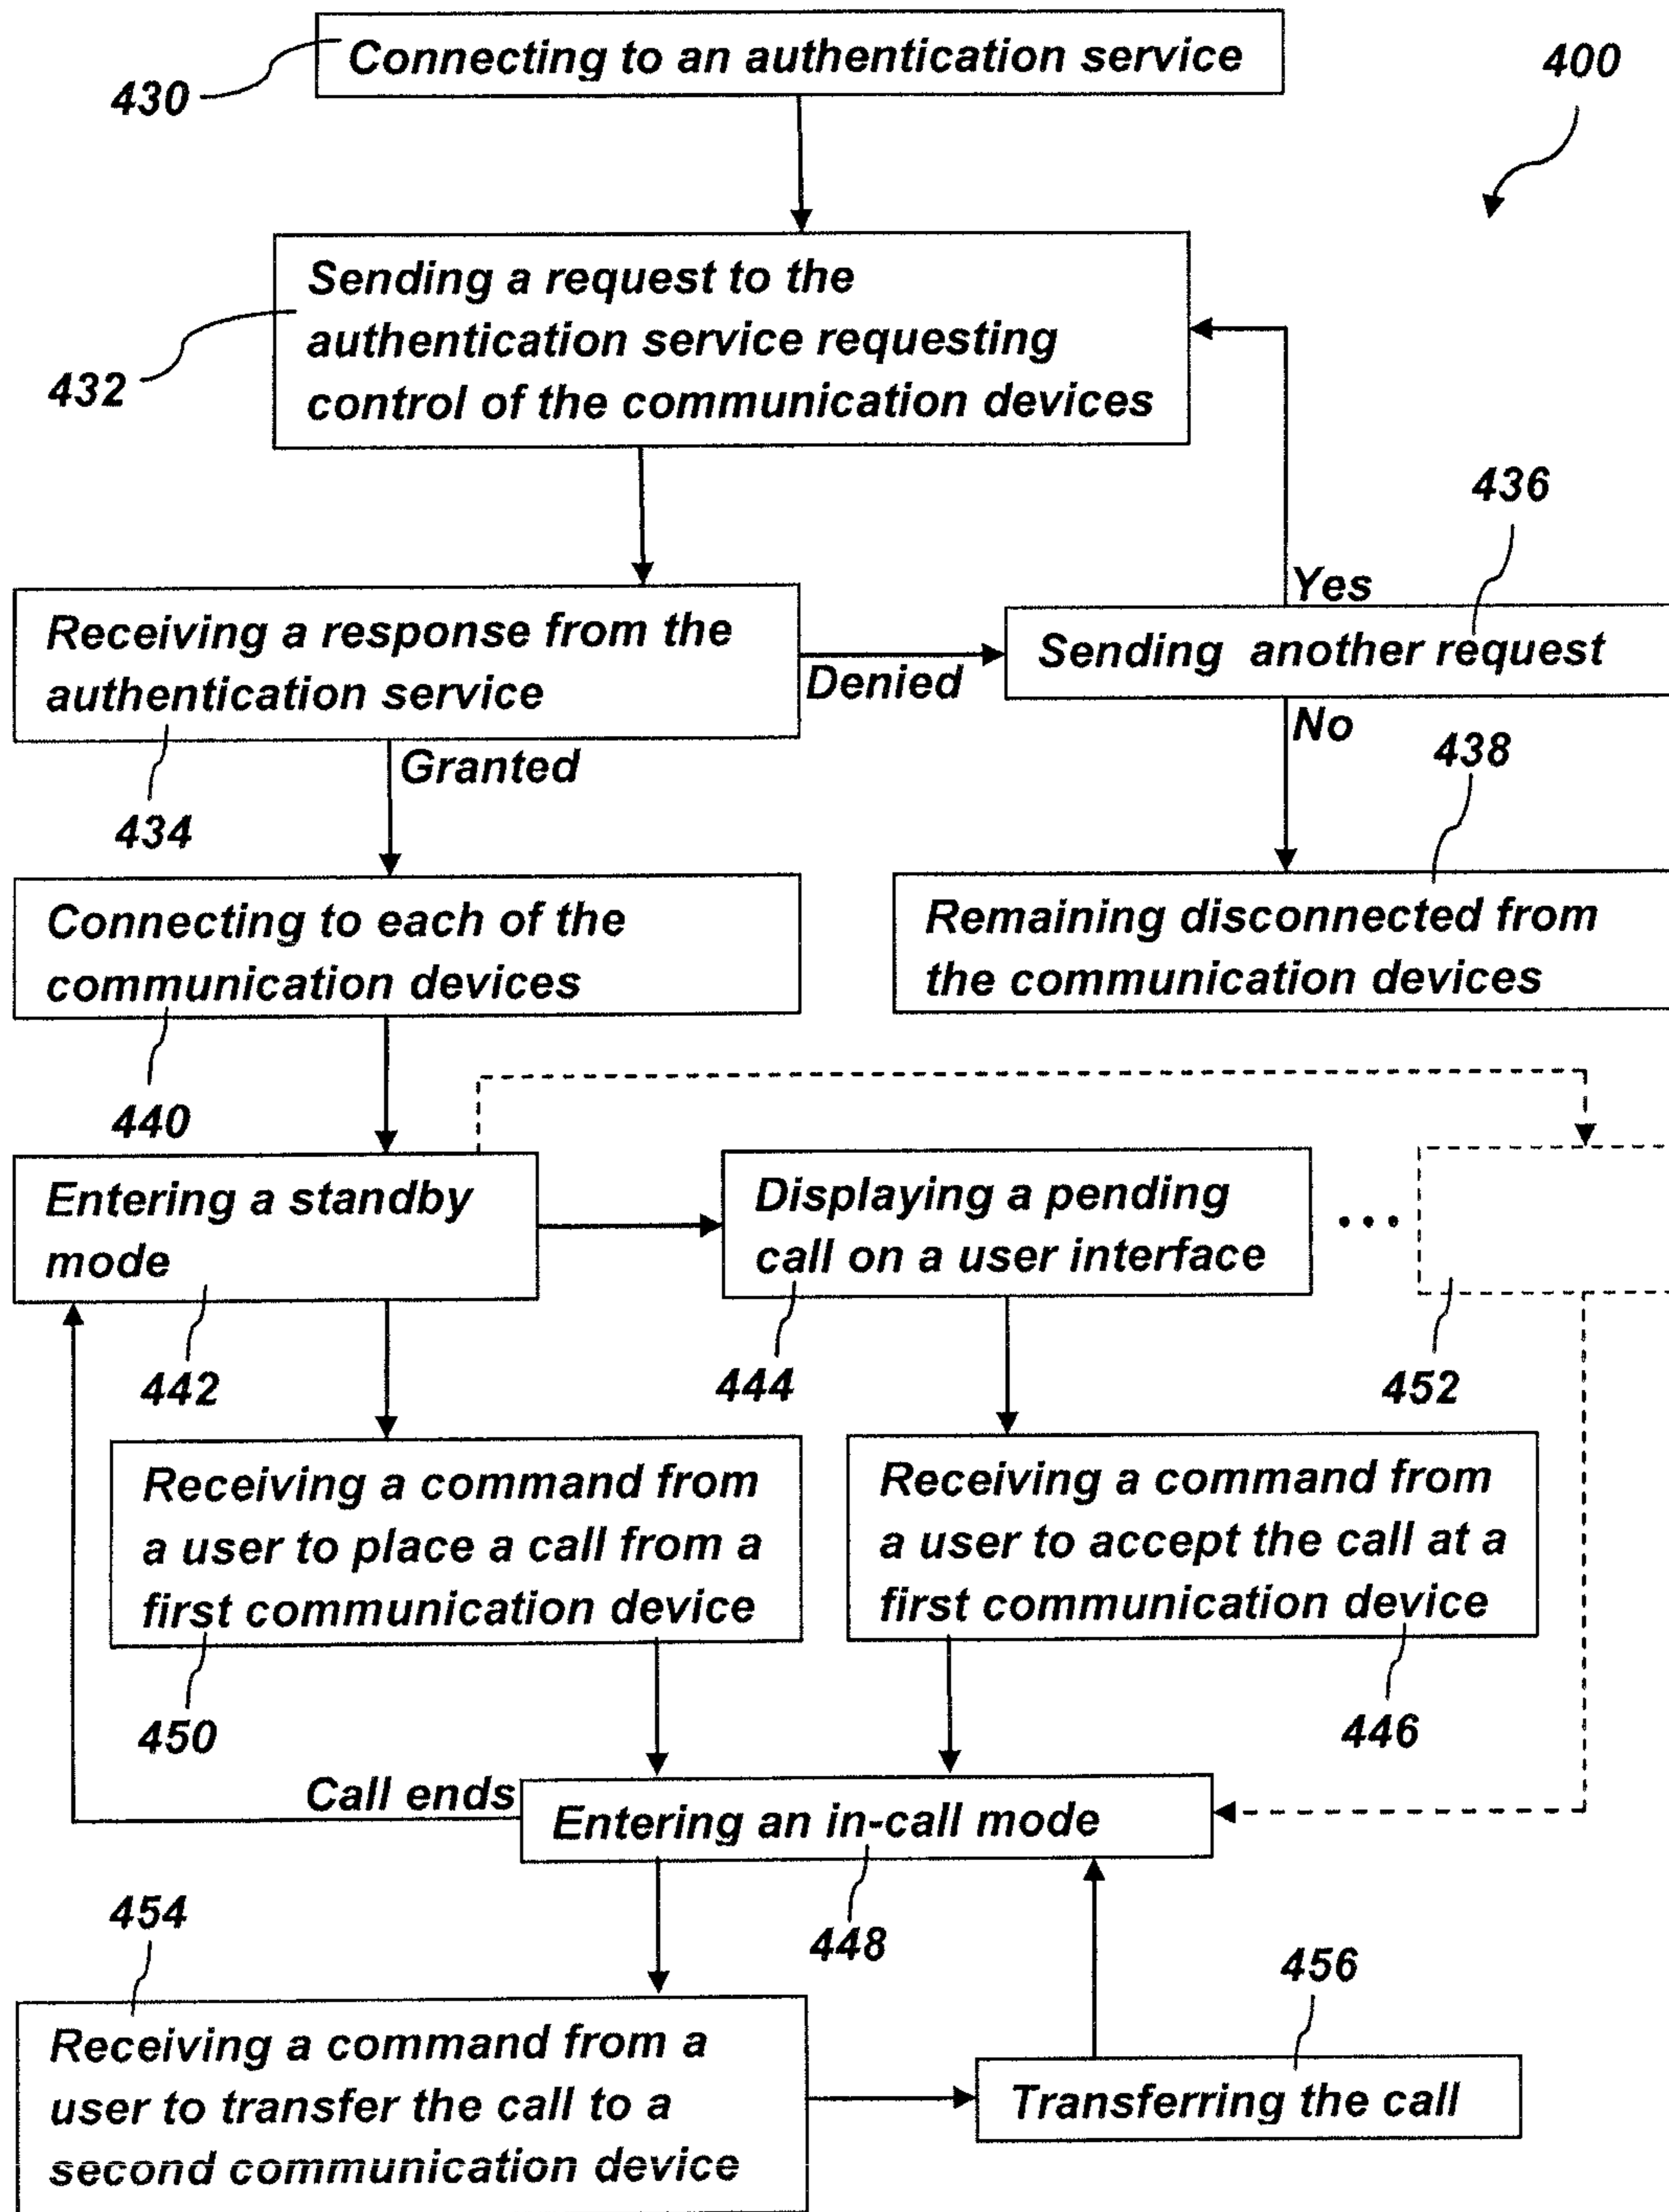 Connecting to an authentication service
430
400
Sending a request to the
authentication service requesting
control of the communication devices
432
436
Yes
Receiving a response from the
authentication service
Denied
Sending another request
No
438
Granted
434
Connecting to each of the
communication devices
Remaining disconnected from
the communication devices
440
Entering a standby
mode
Displaying a pending
call on a user interface
...
442
444
452
Receiving a command from
a user to place a call from a
first communication device
Receiving a command from
a user to accept the call at a
first communication device
450
446
Call ends
Entering an in-call mode
454
448
456
Receiving a command from a
user to transfer the call to a
second communication device
Transferring the call